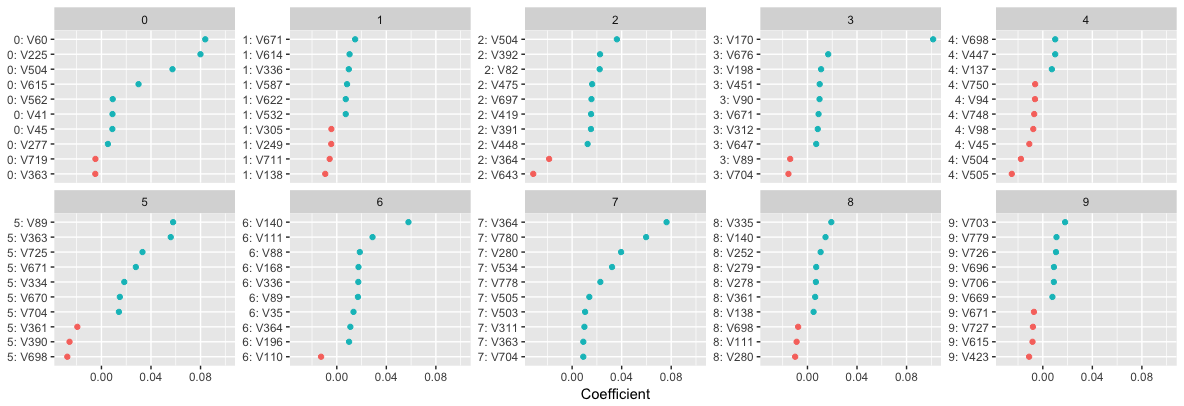 0
1
2
3
4
0: V60
0: V225
0: V504
0: V615
0: V562
0: V41
0: V45
0: V277
0: V719
0: V363
1: V671
1: V614
1: V336
1: V587
1: V622
1: V532
1: V305
1: V249
1: V711
1: V138
2: V504
2: V392
2: V82
2: V475
2: V697
2: V419
2: V391
2: V448
2: V364
2: V643
3: V170
3: V676
3: V198
3: V451
3: V90
3: V671
3: V312
3: V647
3: V89
3: V704
4: V698
4: V447
4: V137
4: V750
4: V94
4: V748
4: V98
4: V45
4: V504
4: V505
5
6
7
8
9
5: V89
5: V363
5: V725
5: V671
5: V334
5: V670
5: V704
5: V361
5: V390
5: V698
6: V140
6: V111
6: V88
6: V168
6: V336
6: V89
6: V35
6: V364
6: V196
6: V110
7: V364
7: V780
7: V280
7: V534
7: V778
7: V505
7: V503
7: V311
7: V363
7: V704
8: V335
8: V140
8: V252
8: V279
8: V278
8: V361
8: V138
8: V698
8: V111
8: V280
9: V703
9: V779
9: V726
9: V696
9: V706
9: V669
9: V671
9: V727
9: V615
9: V423
0.00 0.04 0.08
0.00 0.04 0.08
0.00 0.04 0.08
0.00 0.04 0.08
0.00 0.04 0.08
Coefficient